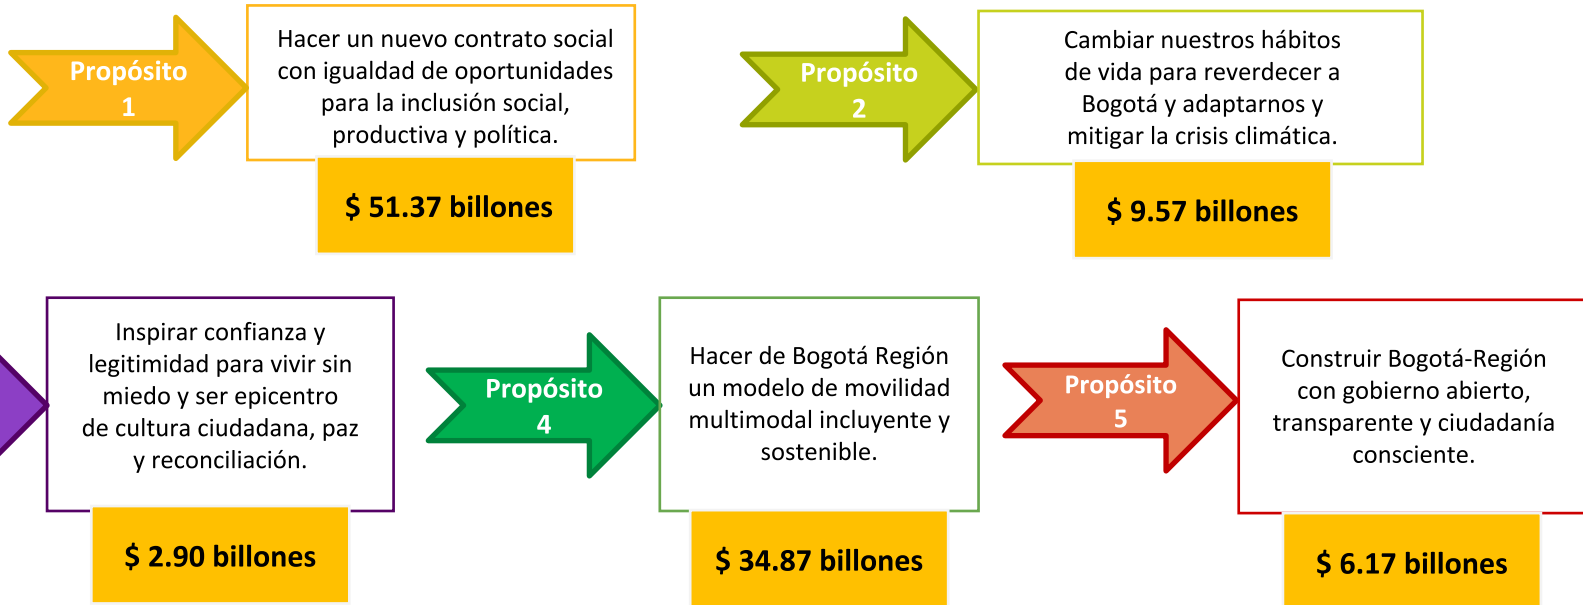 Propósito
1
Hacer un nuevo contrato social
con igualdad de oportunidades
para la inclusión social,
productiva y política.
$ 51.37 billones
Propósito
2
Cambiar nuestros hábitos
de vida para reverdecer a
Bogotá y adaptarnos y
mitigar la crisis climática.
$ 9.57 billones
Inspirar confianza y
legitimidad para vivir sin
miedo y ser epicentro
de cultura ciudadana, paz
y reconciliación.
$ 2.90 billones
Propósito
4
Hacer de Bogotá Región
un modelo de movilidad
multimodal incluyente y
sostenible.
$ 34.87 billones
Propósito
5
Construir Bogotá-Región
con gobierno abierto,
transparente y ciudadanía
consciente.
$ 6.17 billones